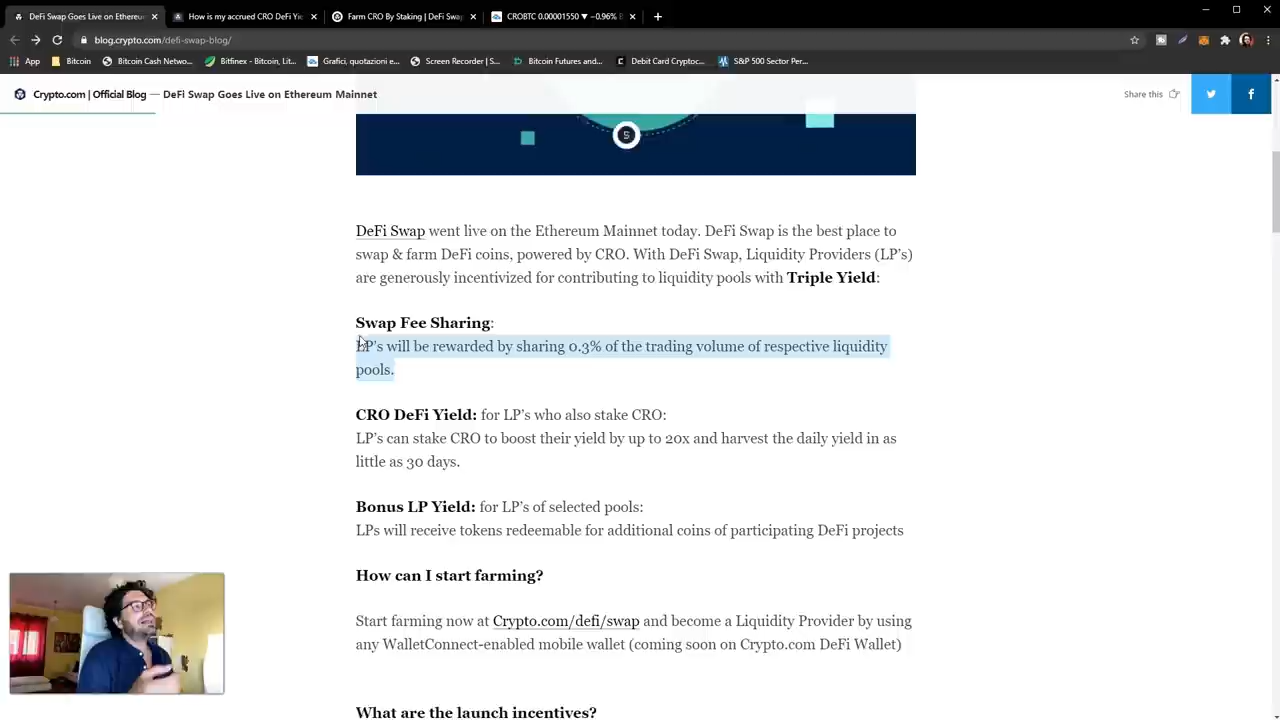 DeFi Swap Goes Live on Ethereu
How is my accrued CRO DeFi Yie
Farm CRO By Staking | DeFi Swap
CROBTC 0.00001550 ▼ −0.96% B
blog.crypto.com/defi-swap-blog/
App
Bitcoin
Bitcoin Cash Netw...
Bitfinex - Bitcoin, Lit...
Grafici, quotazioni e...
Screen Recorder | S...
Bitcoin Futures and...
Debit Card Cryptoc...
S&P 500 Sector Per...
Crypto.com | Official Blog — DeFi Swap Goes Live on Ethereum Mainnet
Share this
DeFi Swap went live on the Ethereum Mainnet today. DeFi Swap is the best place to
swap & farm DeFi coins, powered by CRO. With DeFi Swap, Liquidity Providers (LP's)
are generously incentivized for contributing to liquidity pools with Triple Yield:
Swap Fee Sharing:
LP's will be rewarded by sharing 0.3% of the trading volume of respective liquidity
pools.
CRO DeFi Yield: for LP's who also stake CRO:
LP's can stake CRO to boost their yield by up to 20x and harvest the daily yield in as
little as 30 days.
Bonus LP Yield: for LP's of selected pools:
LPs will receive tokens redeemable for additional coins of participating DeFi projects
How can I start farming?
Start farming now at Crypto.com/defi/swap and become a Liquidity Provider by using
any WalletConnect-enabled mobile wallet (coming soon on Crypto.com DeFi Wallet)
What are the launch incentives?